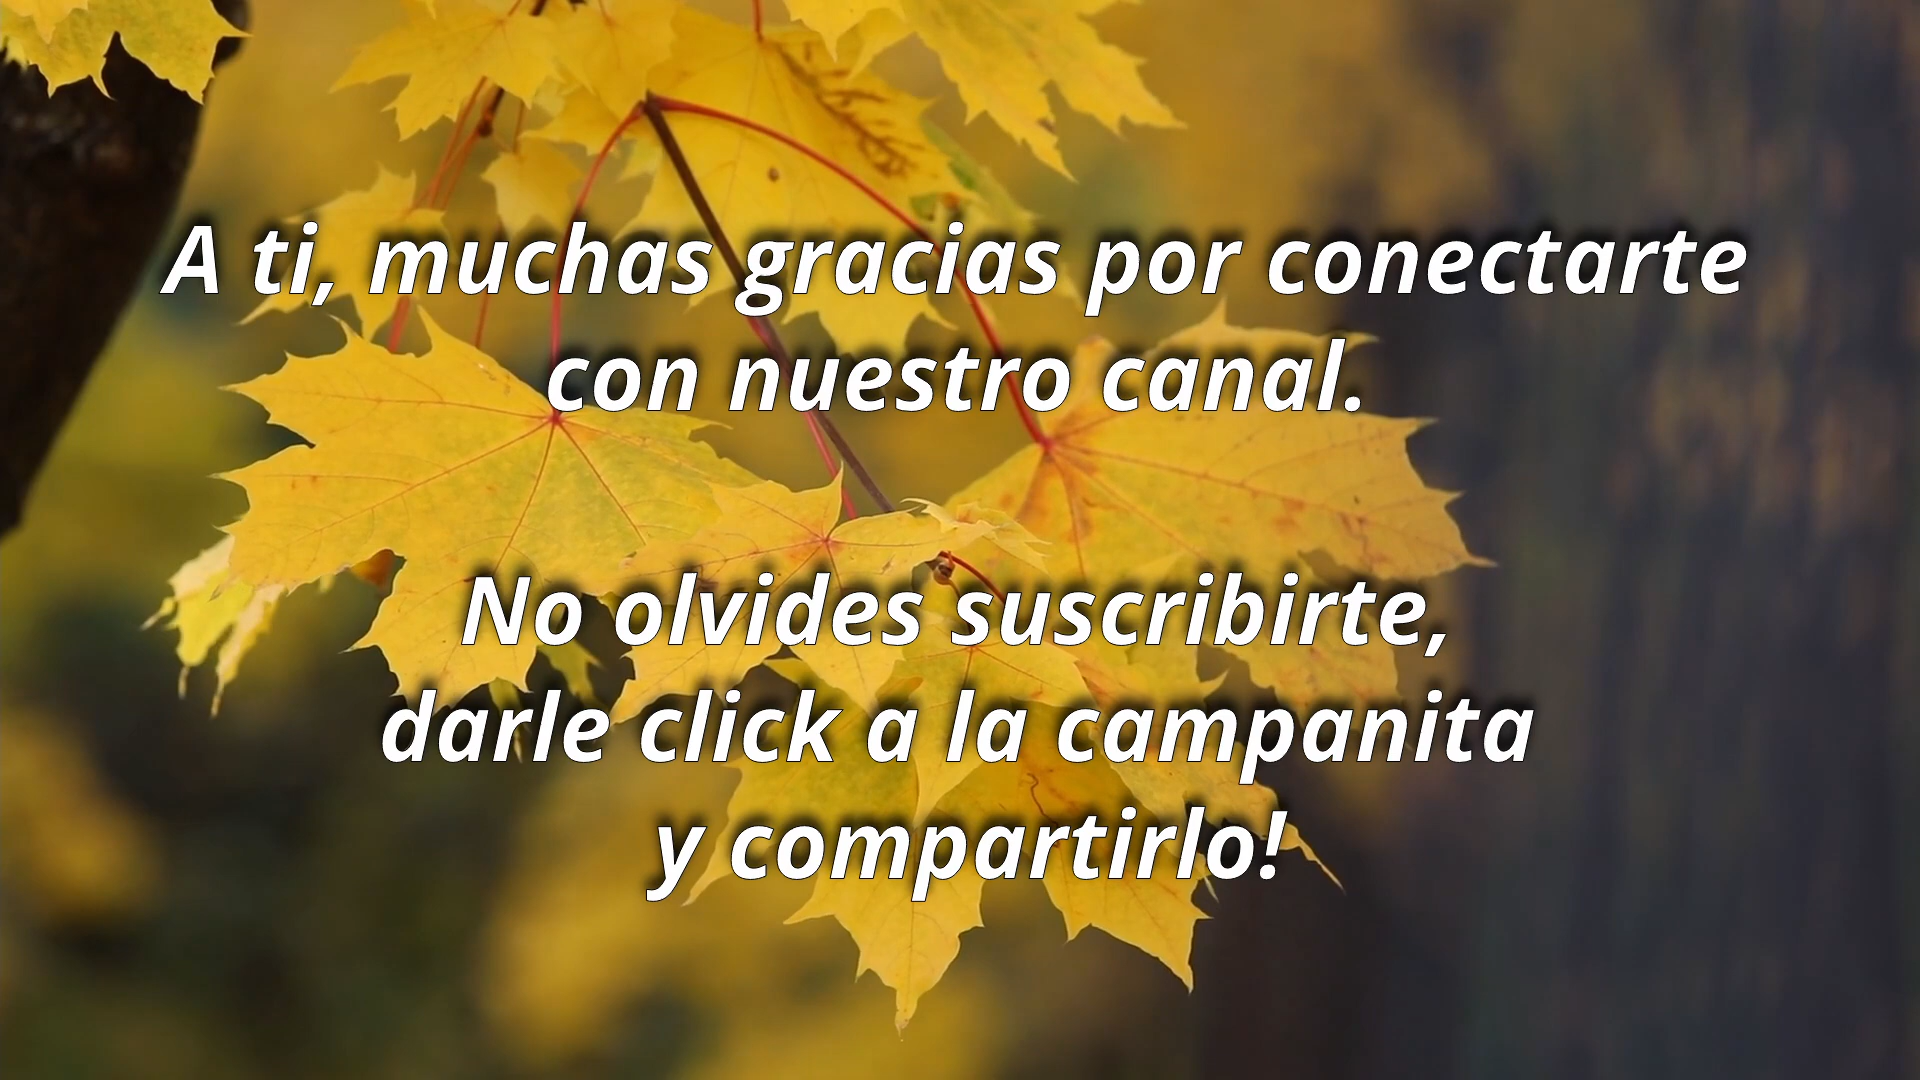 A ti, muchas gracias por conectarte
con nuestro canal.
No olvides suscribirte,
darle click a la campanita
y compartirlo!